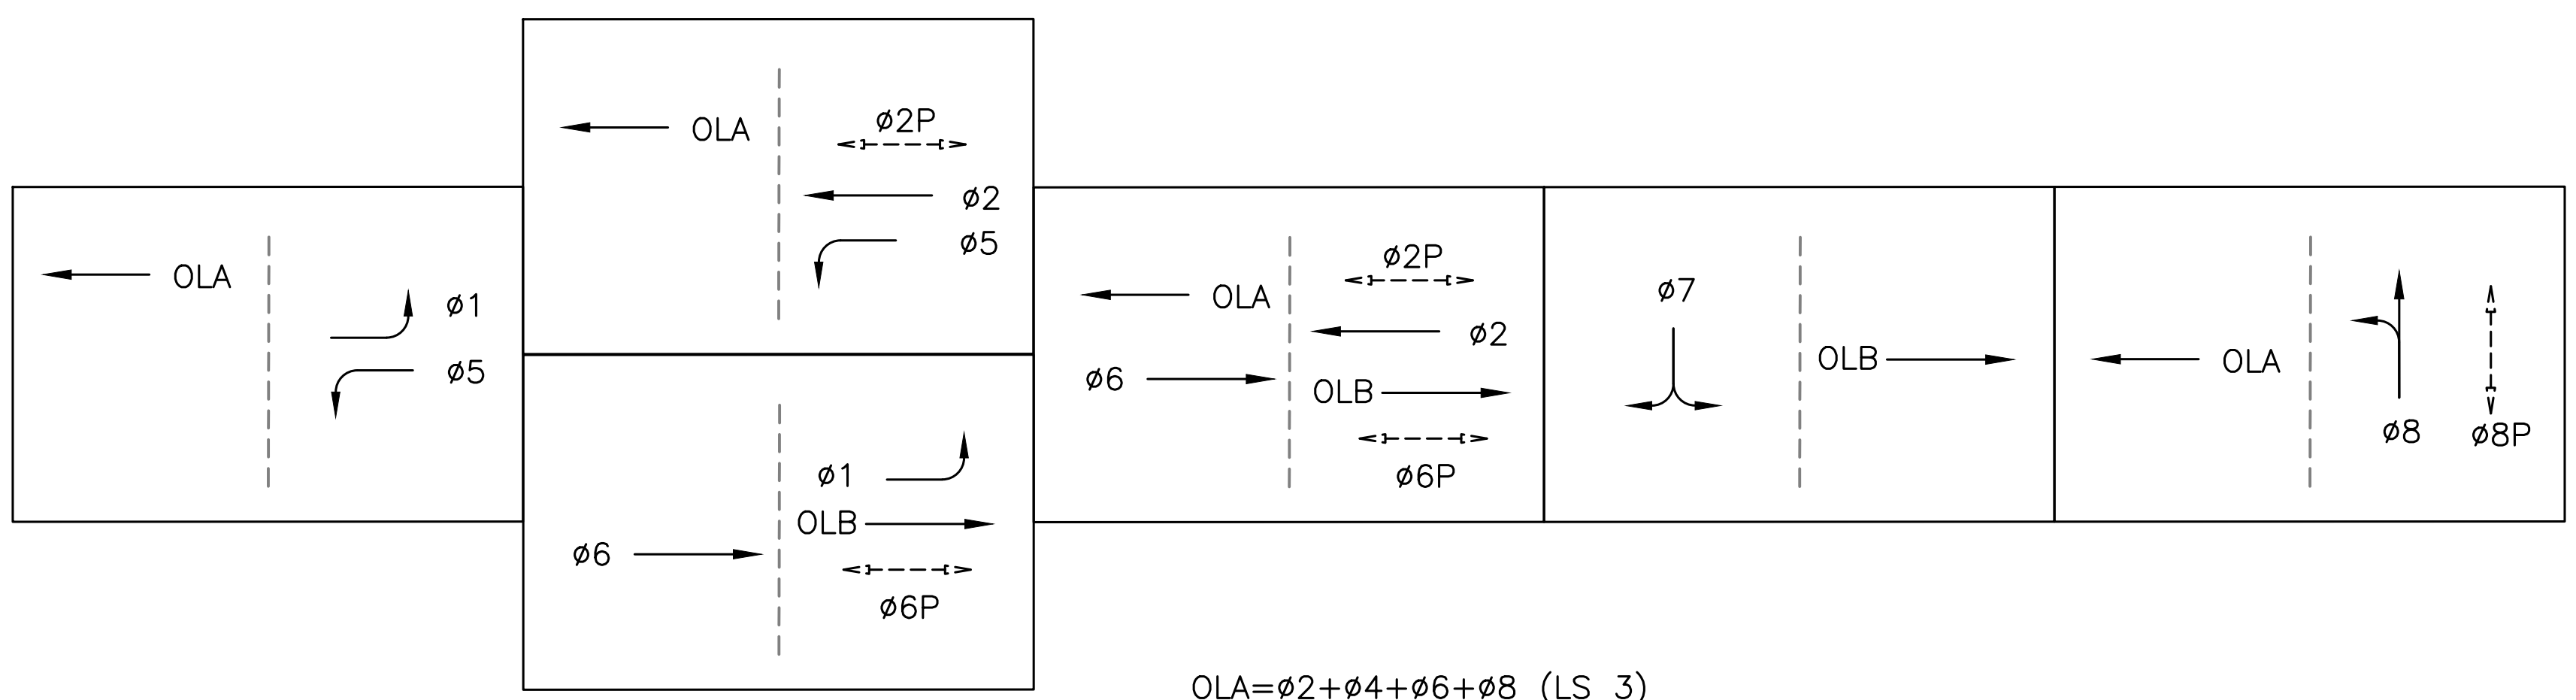 OLA
ø1
ø5
OLA
ø2P
ø2
ø5
ø1
OLB
ø6
ø6P
OLA
ø2P
ø2
ø6
OLB
ø6P
ø7
OLB
OLA
ø8
ø8P
OLA=ø2+ø4+ø6+ø8 (LS 3)